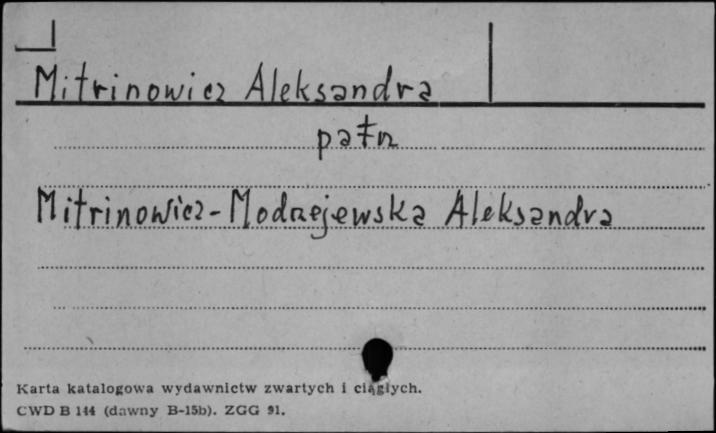 Mitrinowicz Aleksandra
patrz
Mitrinowicz-Modrzejewska Aleksandra
Karta katalogowa wydawnictw zwartych i ciągłych.
CWD B 144 (dawny B-15b). ZGG 91.